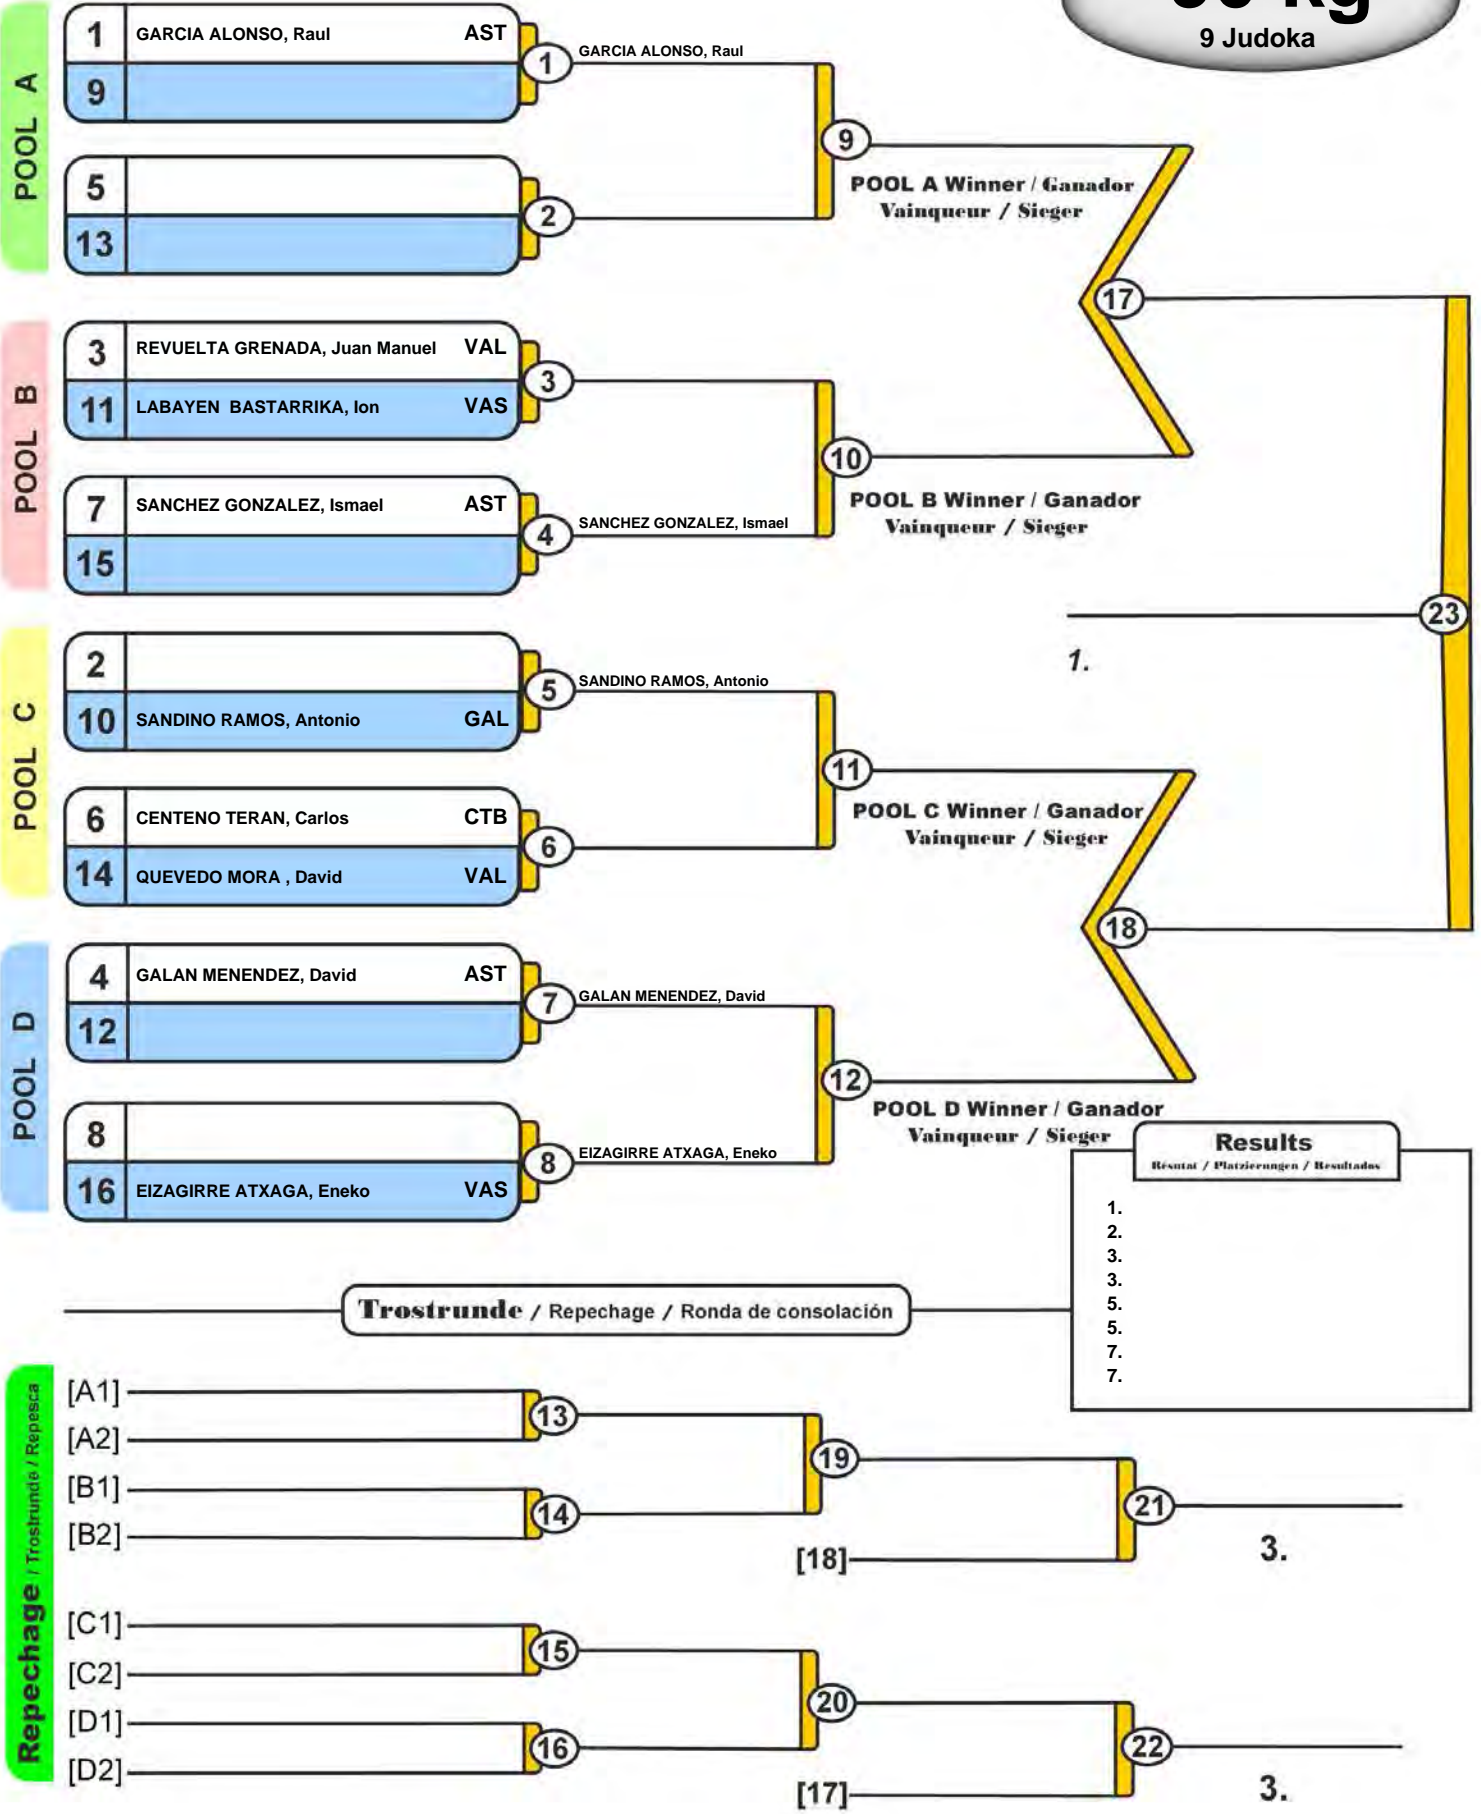 kg
9 Judoka
POOL A
1 GARCIA ALONSO, Raul AST
9
1 GARCIA ALONSO, Raul
5
13
2
9
POOL A Winner / Ganador
Vainqueur / Sieger
17
POOL B
3 REVUELTA GRENADA, Juan Manuel VAL
11 LABAYEN BASTARRIKA, Ion VAS
3
7 SANCHEZ GONZALEZ, Ismael AST
15
4 SANCHEZ GONZALEZ, Ismael
10
POOL B Winner / Ganador
Vainqueur / Sieger
23
1.
POOL C
2
10 SANDINO RAMOS, Antonio GAL
5 SANDINO RAMOS, Antonio
6 CENTENO TERAN, Carlos CTB
14 QUEVEDO MORA , David VAL
6
11
POOL C Winner / Ganador
Vainqueur / Sieger
18
POOL D
4 GALAN MENENDEZ, David AST
12
7 GALAN MENENDEZ, David
8
16 EIZAGIRRE ATXAGA, Eneko VAS
8 EIZAGIRRE ATXAGA, Eneko
12
POOL D Winner / Ganador
Vainqueur / Sieger
Results
Résutat / Platzierungen / Resultados
1.
2.
3.
3.
5.
5.
7.
7.
Trostrunde / Repechage / Ronda de consolación
Repechage / Trostrunde / Repesca
[A1]
[A2]
13
[B1]
[B2]
14
19
[18]
21
3.
[C1]
[C2]
15
[D1]
[D2]
16
20
[17]
22
3.